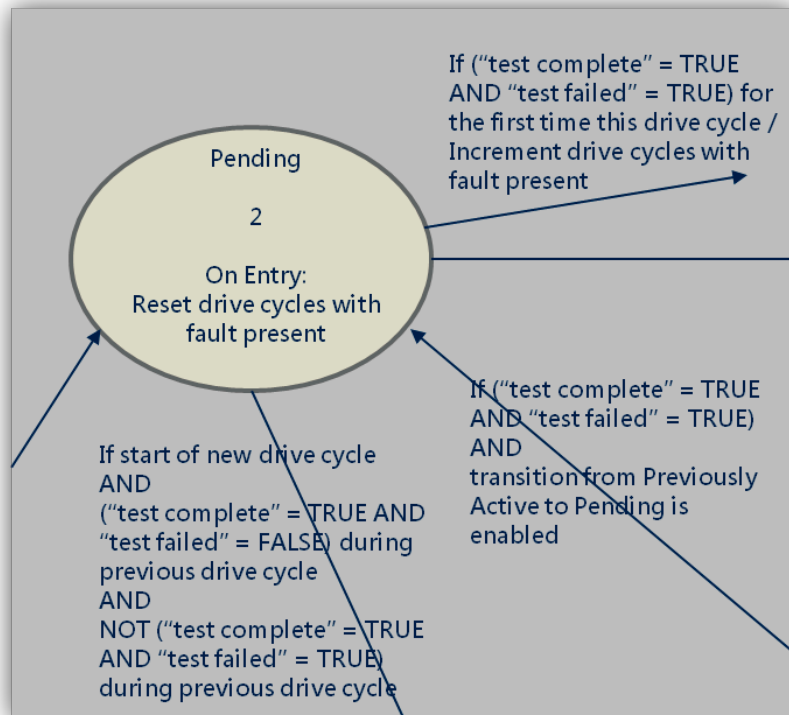 If (“test complete” = TRUE
AND “test failed” = TRUE) for
the first time this drive cycle /
Increment drive cycles with
fault present
Pending
2
On Entry:
Reset drive cycles with
fault present
If (“test complete” = TRUE
AND “test failed” = TRUE)
AND
transition from Previously
Active to Pending is
enabled
If start of new drive cycle
AND
(“test complete” = TRUE AND
“test failed” = FALSE) during
previous drive cycle
AND
NOT (“test complete” = TRUE
AND “test failed” = TRUE)
during previous drive cycle